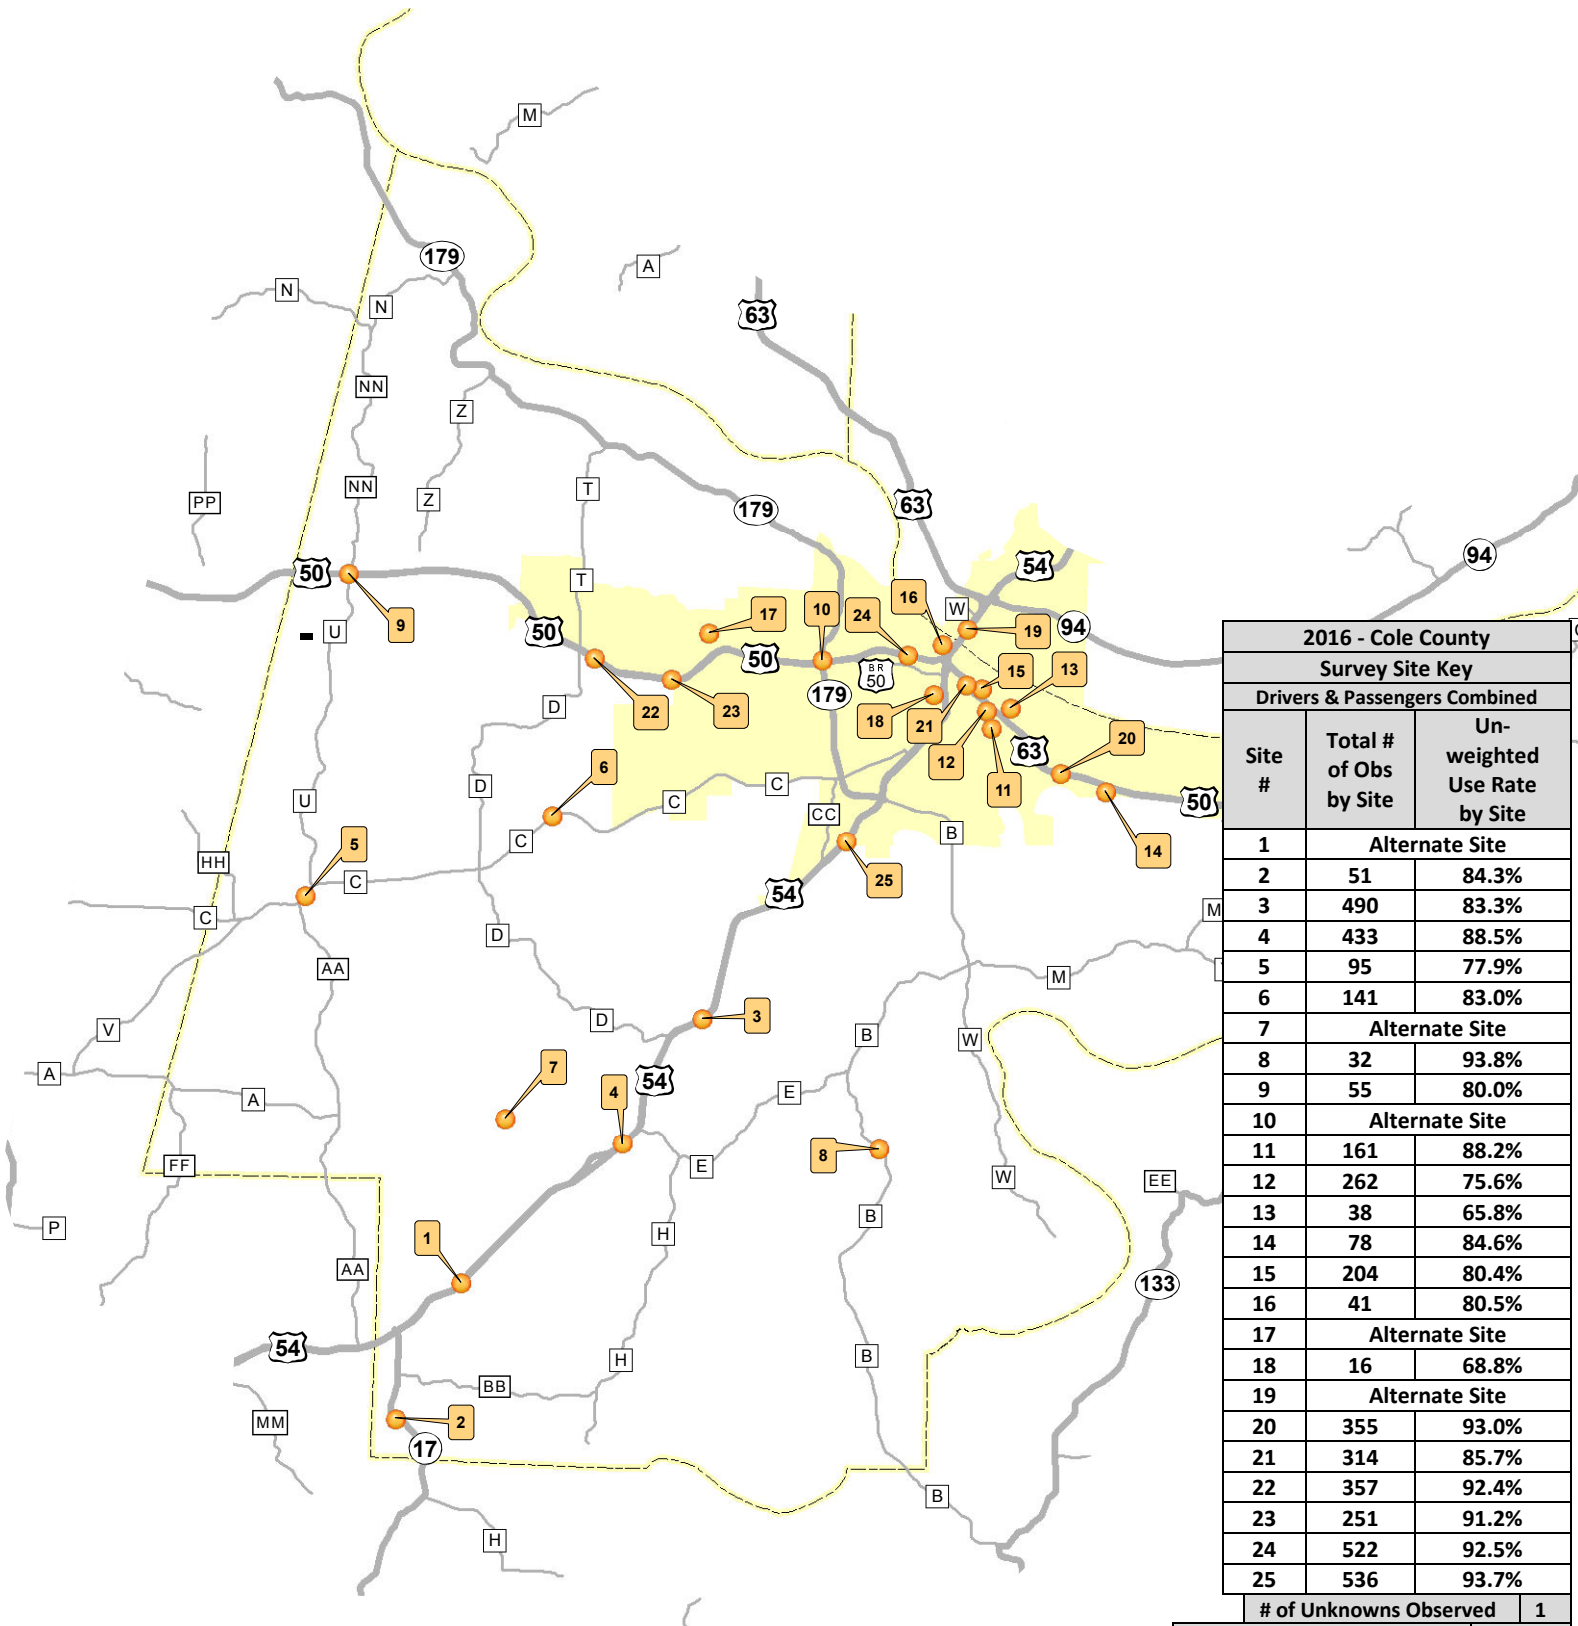 M
179
A
N
N
63
NN
Z
T
NN
Z
PP
179
63
94
54
50
T
16
W
10
24
17
9
U
50
19
94
50
BR
50
15
13
179
D
22
23
18
21
63
20
12
6
D
C
C
11
50
U
CC
C
B
14
5
HH
C
25
54
C
M
D
AA
M
3
D
V
B
W
7
54
A
4
E
A
8
FF
E
W
EE
P
B
H
1
AA
133
54
H
B
BB
MM
2
17
B
H
2016 - Cole County
Survey Site Key
Drivers & Passengers Combined
Site # Total # of Obs by Site Un-weighted Use Rate by Site
1 Alternate Site
2 51 84.3%
3 490 83.3%
4 433 88.5%
5 95 77.9%
6 141 83.0%
7 Alternate Site
8 32 93.8%
9 55 80.0%
10 Alternate Site
11 161 88.2%
12 262 75.6%
13 38 65.8%
14 78 84.6%
15 204 80.4%
16 41 80.5%
17 Alternate Site
18 16 68.8%
19 Alternate Site
20 355 93.0%
21 314 85.7%
22 357 92.4%
23 251 91.2%
24 522 92.5%
25 536 93.7%
# of Unknowns Observed 1